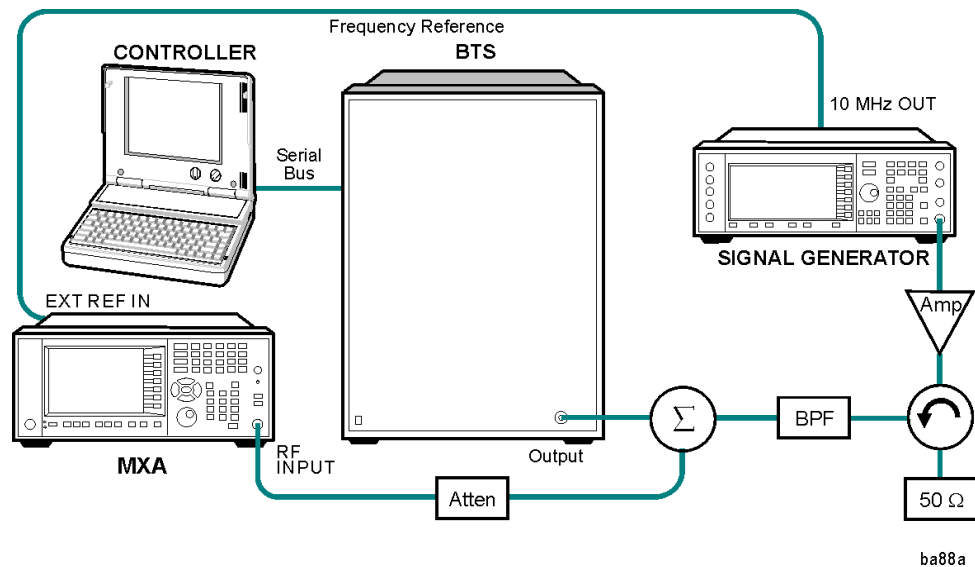 Frequency Reference
CONTROLLER
BTS
10 MHz OUT
Serial
Bus
SIGNAL GENERATOR
EXT REF IN
Amp
MXA
RF
INPUT
Output
Σ
BPF
Atten
50 Ω
ba88a